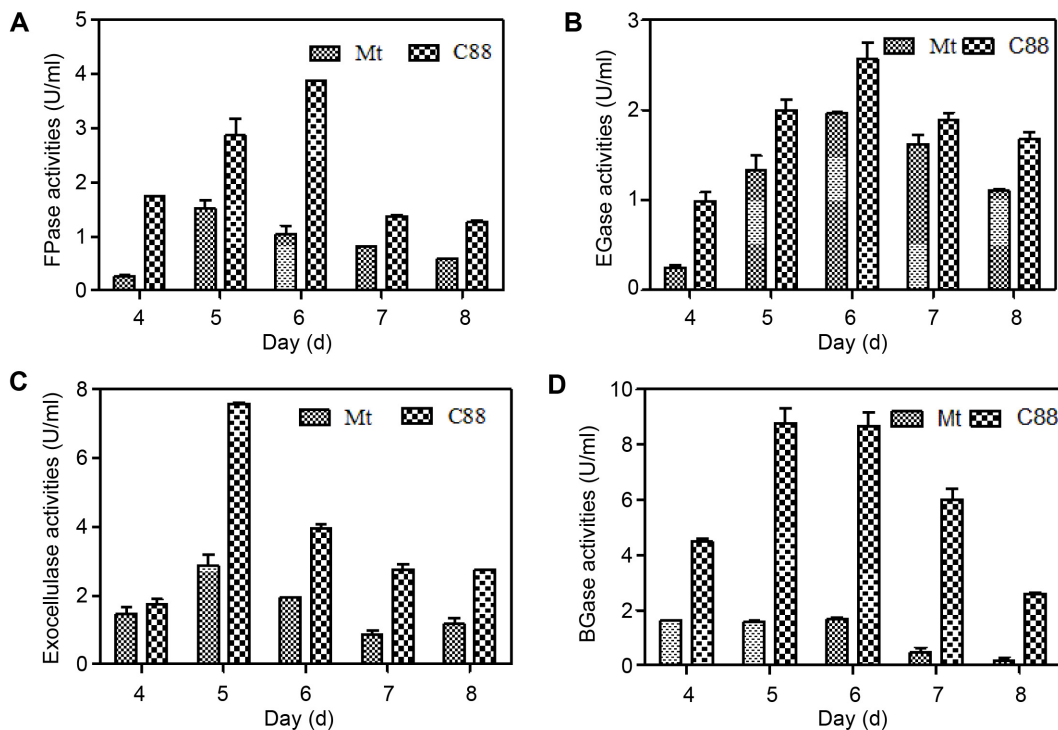 A
FPase activities (U/ml)
5
4
3
2
1
0
Mt C88
4 5 6 7 8
Day (d)
B
EGase activities (U/ml)
3
2
1
0
Mt C88
4 5 6 7 8
Day (d)
C
Exocellulase activities (U/ml)
8
6
4
2
0
Mt C88
4 5 6 7 8
Day (d)
D
BGase activities (U/ml)
10
8
6
4
2
0
Mt C88
4 5 6 7 8
Day (d)